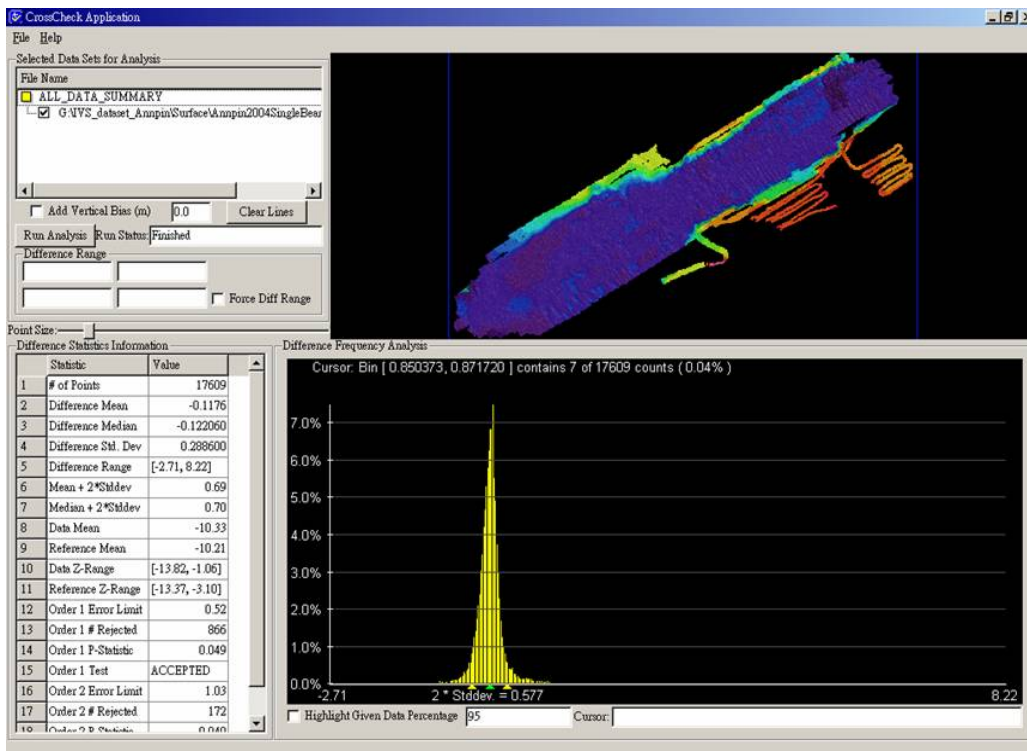 CrossCheck Application
File Help
Selected Data Sets for Analysis
File Name
ALL_DATA_SUMMARY
G:\IVS_dataset_Annpin\Surface\Annpin2004SingleBear
Add Vertical Bias (m) 0.0 Clear Lines
Run Analysis Run Status: Finished
Difference Range
Force Diff Range
Point Size:
Difference Statistics Information
Statistic Value
1 # of Points 17609
2 Difference Mean -0.1176
3 Difference Median -0.122060
4 Difference Std. Dev 0.288600
5 Difference Range [-2.71, 8.22]
6 Mean + 2*Stddev 0.69
7 Median + 2*Stddev 0.70
8 Data Mean -10.33
9 Reference Mean -10.21
10 Data Z-Range [-13.82, -1.06]
11 Reference Z-Range [-13.37, -3.10]
12 Order 1 Error Limit 0.52
13 Order 1 # Rejected 866
14 Order 1 P-Statistic 0.049
15 Order 1 Test ACCEPTED
16 Order 2 Error Limit 1.03
17 Order 2 # Rejected 172
18 Order 2 P-Statistic
Difference Frequency Analysis
Cursor: Bin [ 0.850373, 0.871720 ] contains 7 of 17609 counts ( 0.04% )
7.0%
6.0%
5.0%
4.0%
3.0%
2.0%
1.0%
0.0%
-2.71 2 * Stddev. = 0.577 8.22
Highlight Given Data Percentage 95 Cursor: